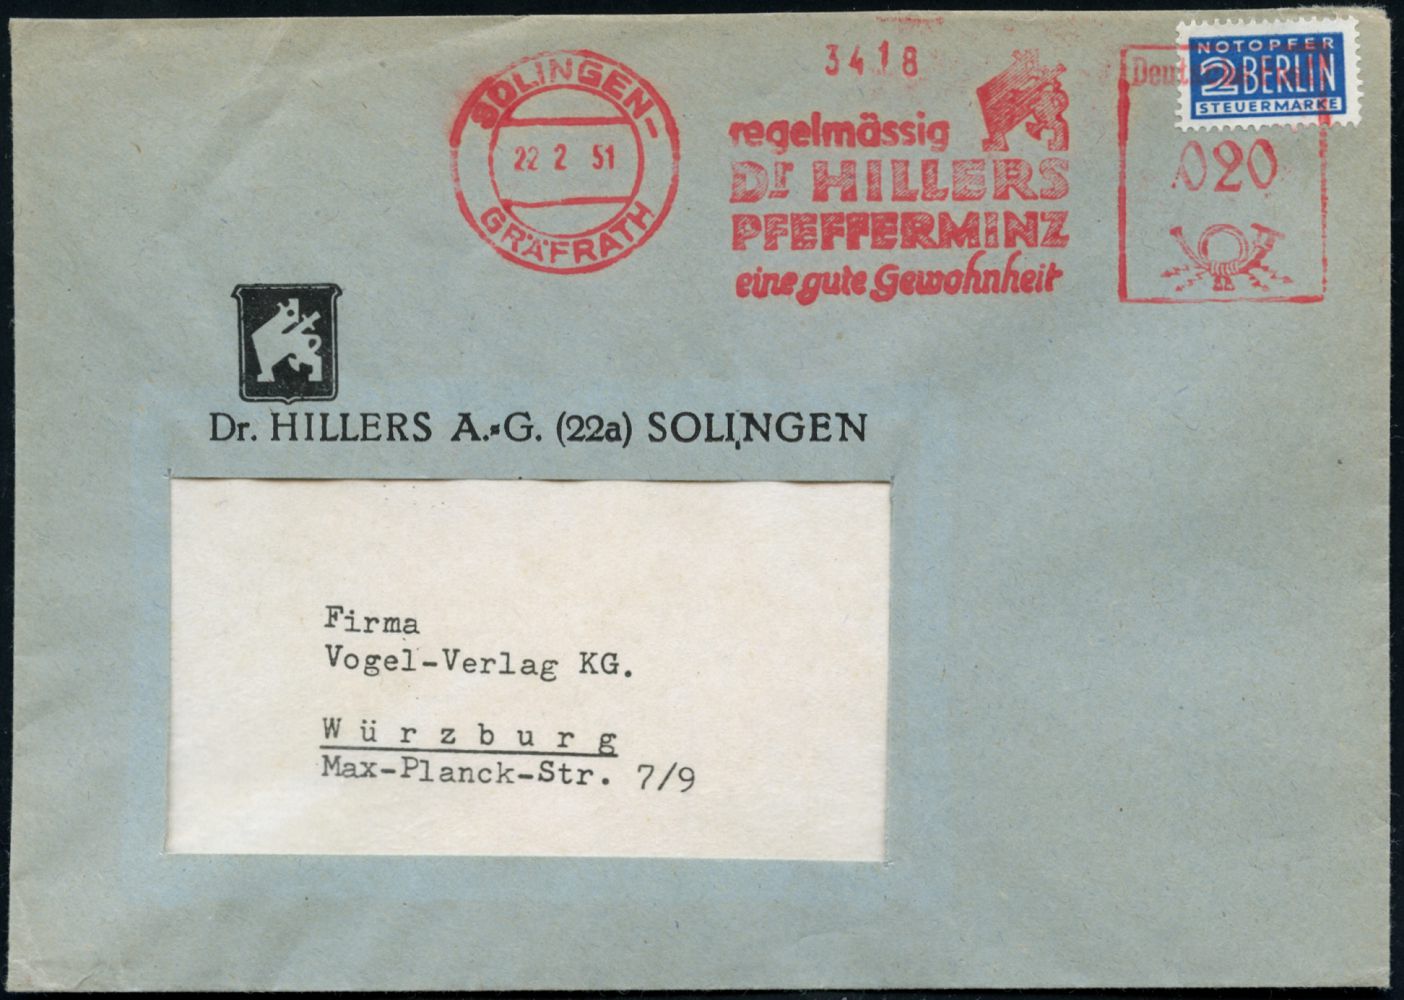 SOLINGEN-
GRÄFRATH
22 2 51
3418
regelmässig
Dr HILLERS
PFEFFERMINZ
eine gute Gewohnheit
020
NOTOPFER
2 BERLIN
STEUERMARKE
Dr. HILLERS A.=G. (22a) SOLINGEN
Firma
Vogel-Verlag KG.
Würzburg
Max-Planck-Str. 7/9